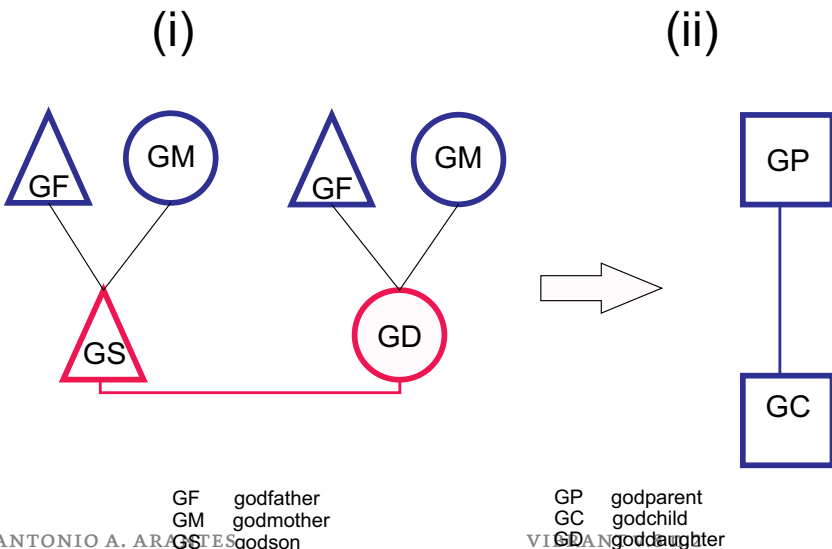 (i) (ii)
GF GM GF GM GP
GS GD GC
GF godfather
GM godmother
GS godson
GP godparent
GC godchild
GD goddaughter
ANTONIO A. ARANTES